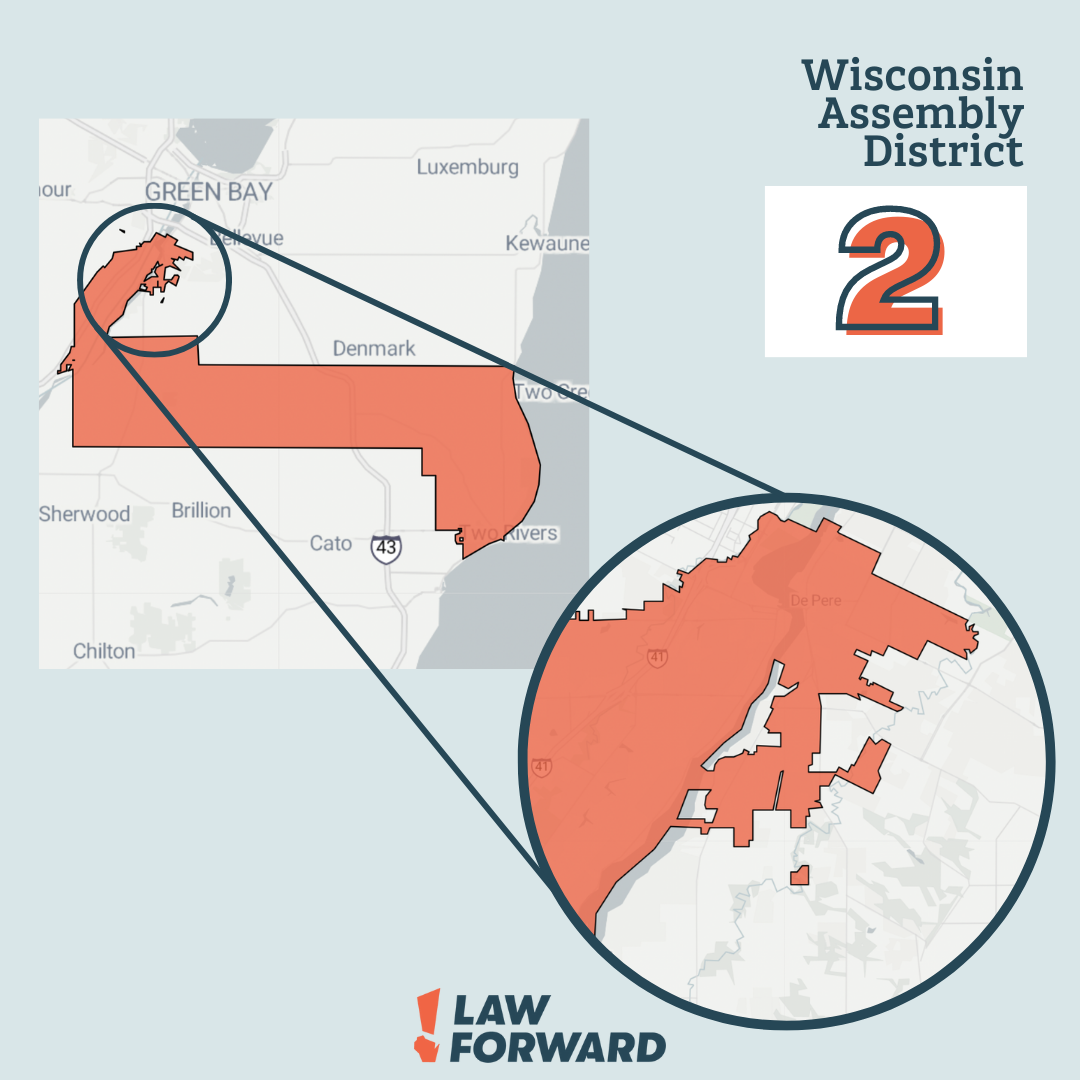 Wisconsin
Assembly
District
2
Luxemburg
GREEN BAY
Bellevue
Kewaune
Denmark
Two Cre
Sherwood
Brillion
Two Rivers
Cato
43
Chilton
De Pere
41
41
LAW
FORWARD